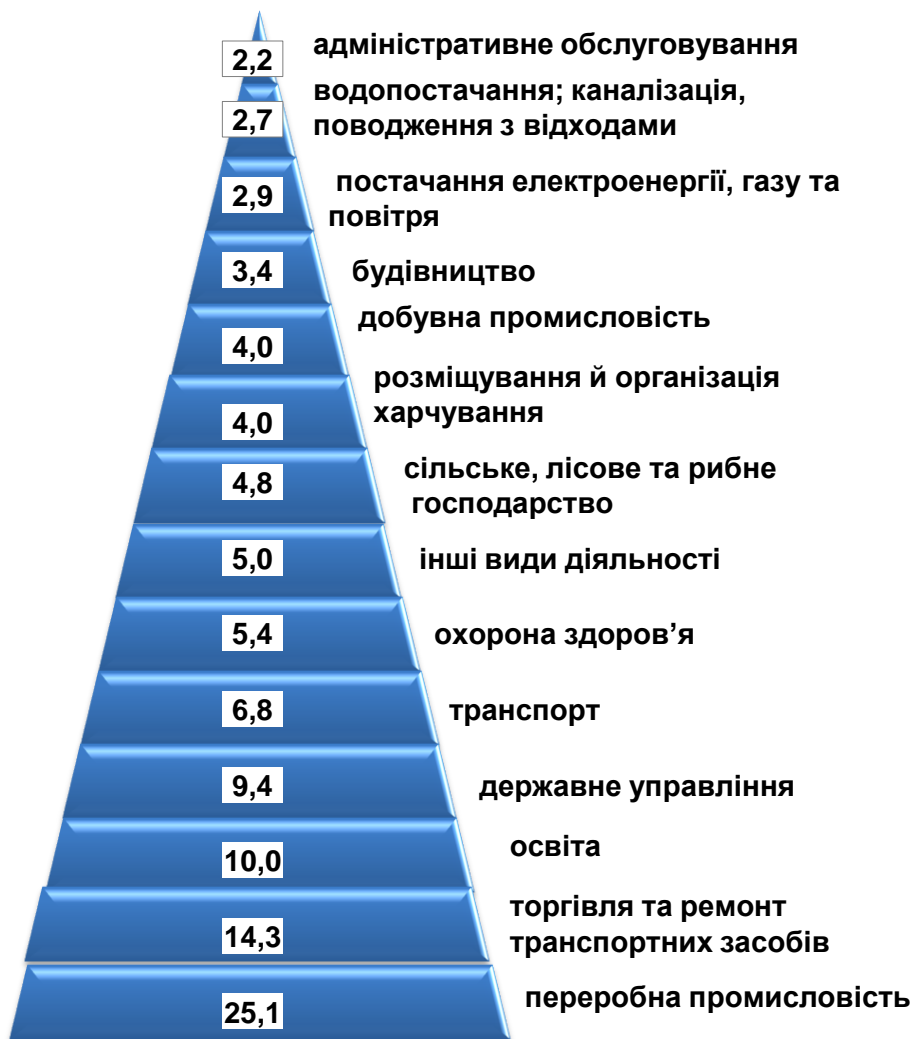 2,2
адміністративне обслуговування
2,7
водопостачання; каналізація,
поводження з відходами
2,9
постачання електроенергії, газу та
повітря
3,4
будівництво
4,0
добувна промисловість
4,0
розміщування й організація
харчування
4,8
сільське, лісове та рибне
господарство
5,0
інші види діяльності
5,4
охорона здоров’я
6,8
транспорт
9,4
державне управління
10,0
освіта
14,3
торгівля та ремонт
транспортних засобів
25,1
переробна промисловість